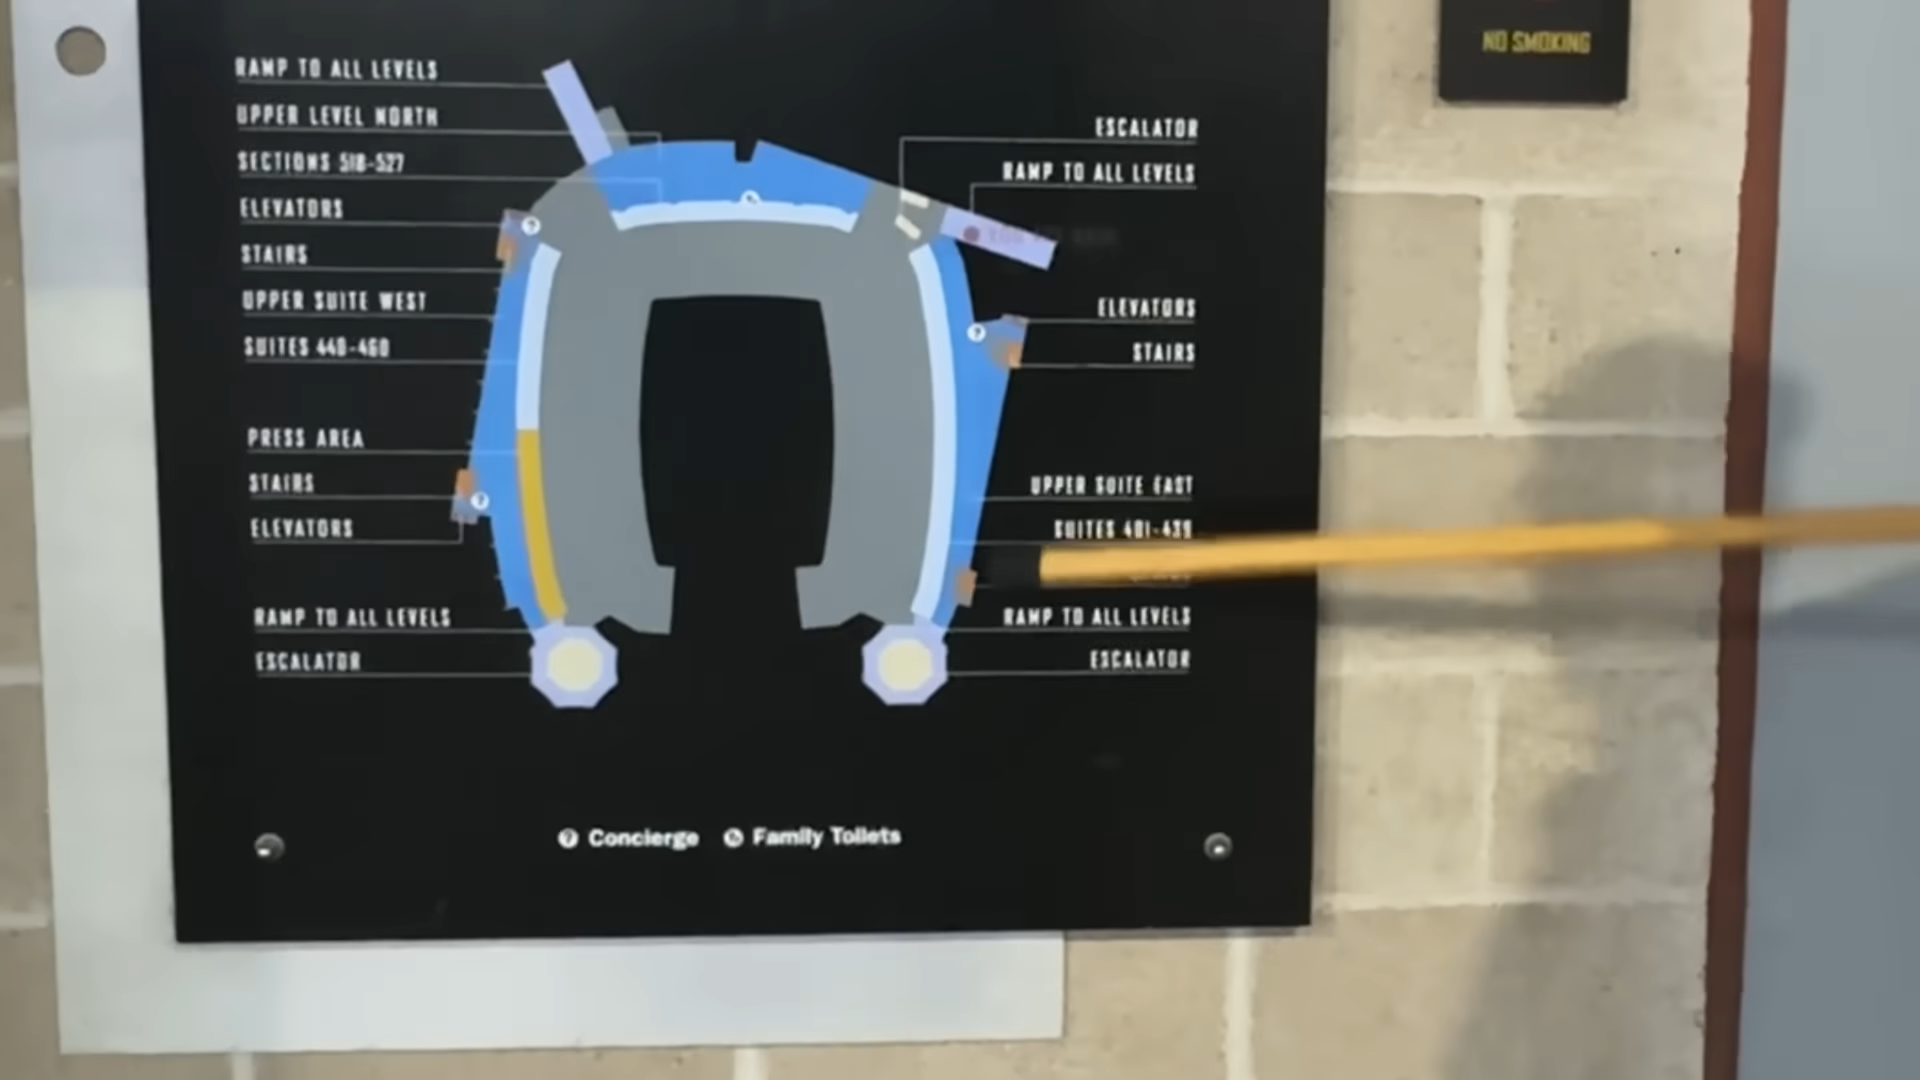 RAMP TO ALL LEVELS
UPPER LEVEL NORTH
SECTIONS 518-527
ELEVATORS
STAIRS
UPPER SUITE WEST
SUITES 440-460
PRESS AREA
STAIRS
ELEVATORS
RAMP TO ALL LEVELS
ESCALATOR
ESCALATOR
RAMP TO ALL LEVELS
ELEVATORS
STAIRS
UPPER SUITE EAST
SUITES 401-439
RAMP TO ALL LEVELS
ESCALATOR
? Concierge Family Toilets
NO SMOKING